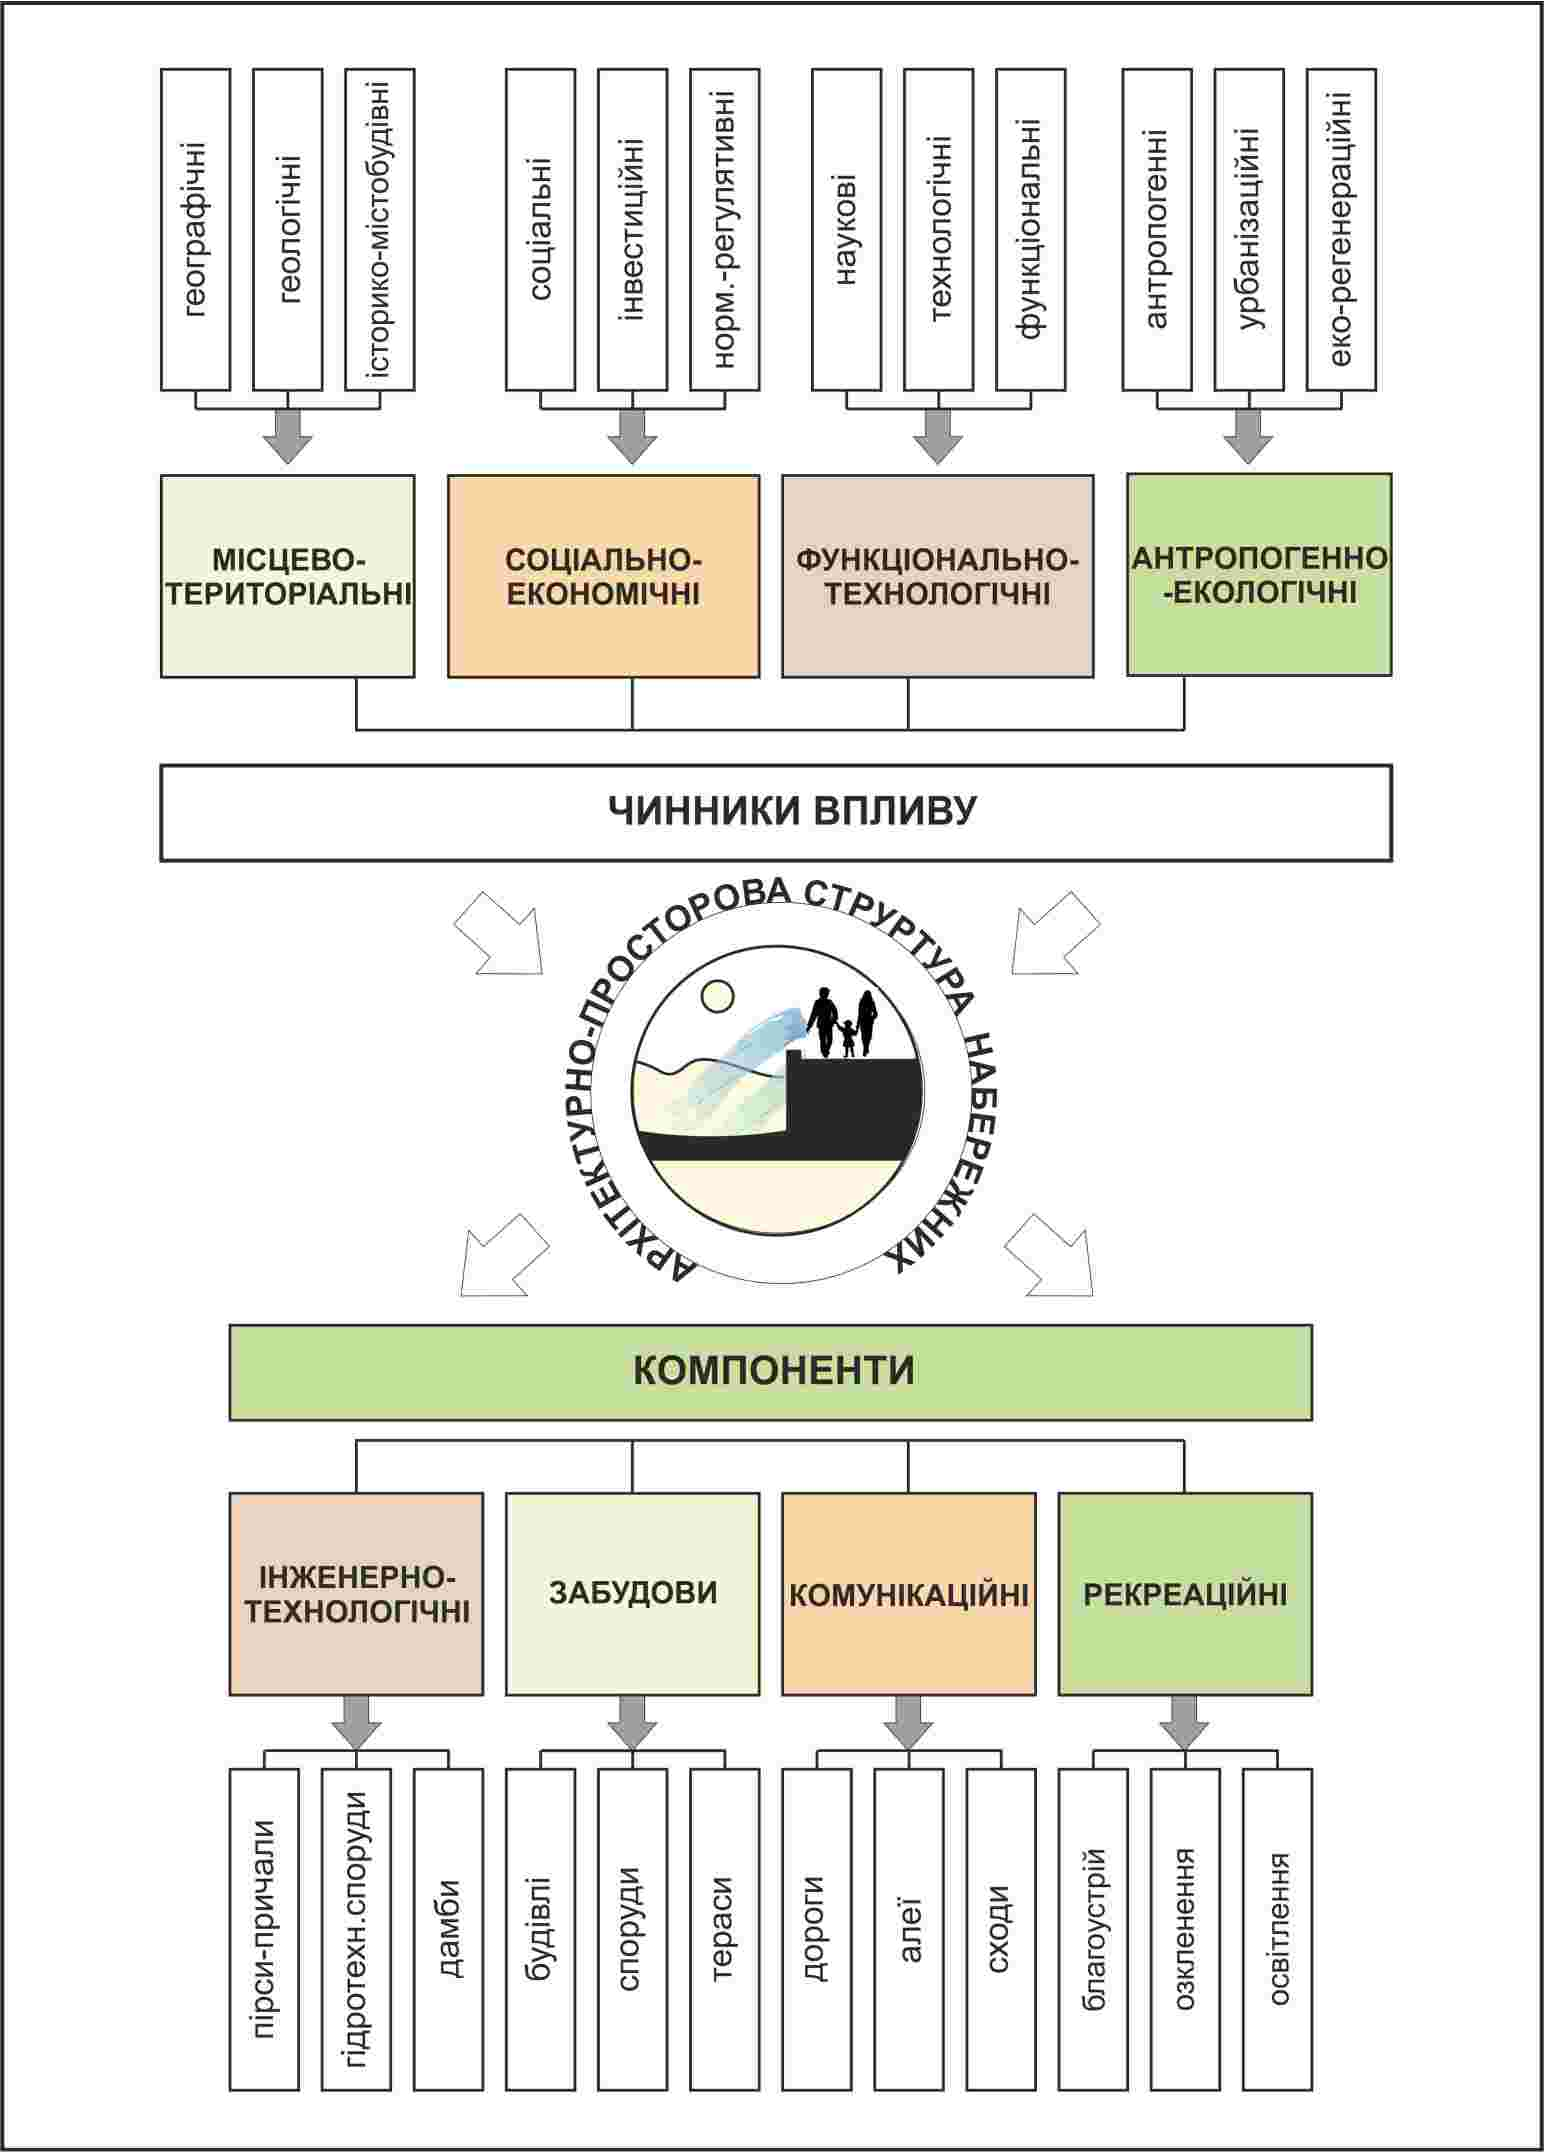 географічні
геологічні
історико-містобудівні
соціальні
інвестиційні
норм.-регулятивні
наукові
технологічні
функціональні
антропогенні
урбанізаційні
еко-регенераційні
МІСЦЕВО-
ТЕРИТОРІАЛЬНІ
СОЦІАЛЬНО-
ЕКОНОМІЧНІ
ФУНКЦІОНАЛЬНО-
ТЕХНОЛОГІЧНІ
АНТРОПОГЕННО
-ЕКОЛОГІЧНІ
ЧИННИКИ ВПЛИВУ
АРХІТЕКТУРНО-ПРОСТОРОВА СТРУРТУРА НАБЕРЕЖНИХ
КОМПОНЕНТИ
ІНЖЕНЕРНО-
ТЕХНОЛОГІЧНІ
ЗАБУДОВИ
КОМУНІКАЦІЙНІ
РЕКРЕАЦІЙНІ
пірси-причали
гідротехн.споруди
дамби
будівлі
споруди
тераси
дороги
алеї
сходи
благоустрій
озкленення
освітлення